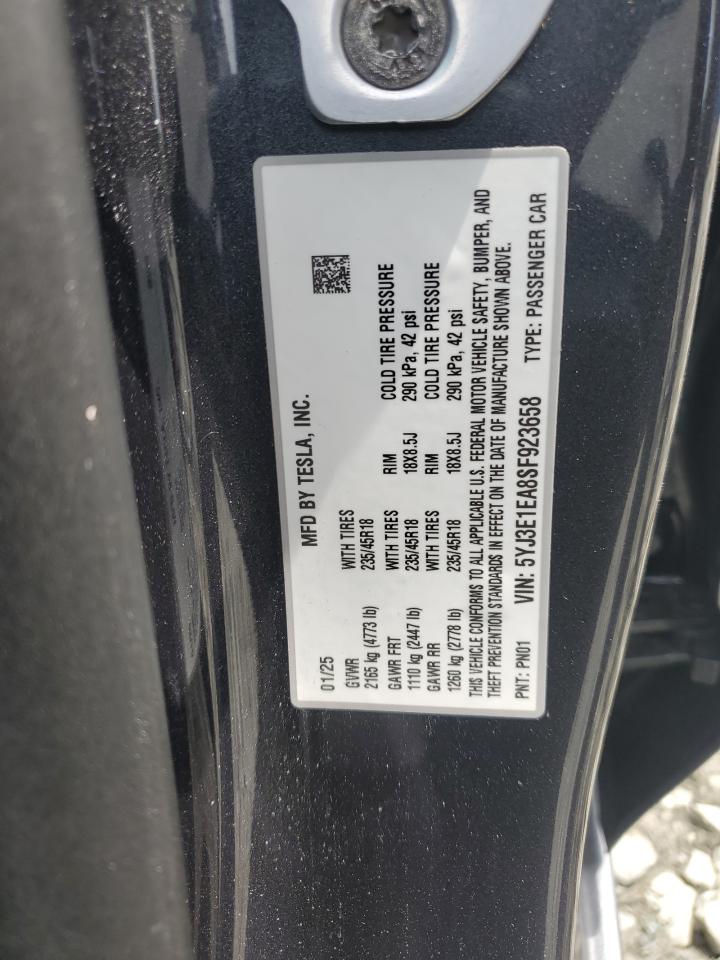 MFD BY TESLA, INC.
01/25
GVWR WITH TIRES
2165 kg (4773 lb) 235/45R18
GAWR FRT WITH TIRES RIM COLD TIRE PRESSURE
1110 kg (2447 lb) 235/45R18 18X8.5J 290 kPa, 42 psi
GAWR RR WITH TIRES RIM COLD TIRE PRESSURE
1260 kg (2778 lb) 235/45R18 18X8.5J 290 kPa, 42 psi
THIS VEHICLE CONFORMS TO ALL APPLICABLE U.S. FEDERAL MOTOR VEHICLE SAFETY, BUMPER, AND
THEFT PREVENTION STANDARDS IN EFFECT ON THE DATE OF MANUFACTURE SHOWN ABOVE.
PNT: PN01 VIN: 5YJ3E1EA8SF923658 TYPE: PASSENGER CAR